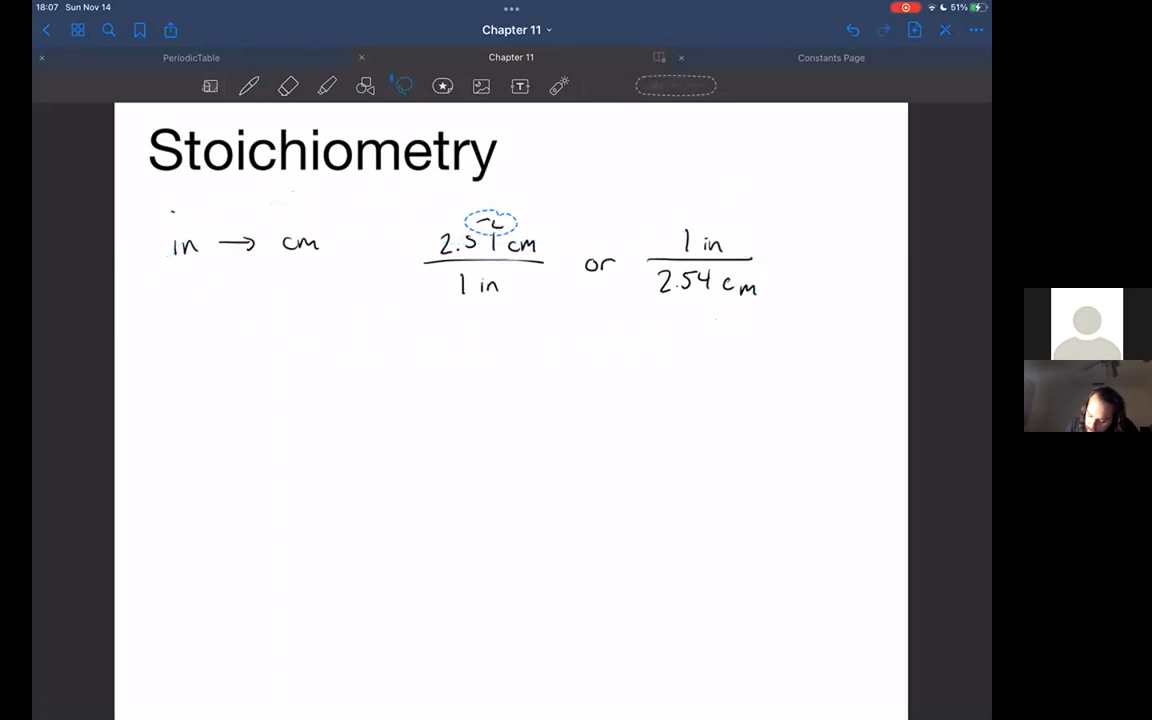 18:07 Sun Nov 14
51%
Chapter 11
PeriodicTable
Chapter 11
Constants Page
Stoichiometry
in → cm
2.54 cm
1 in
or
1 in
2.54 cm